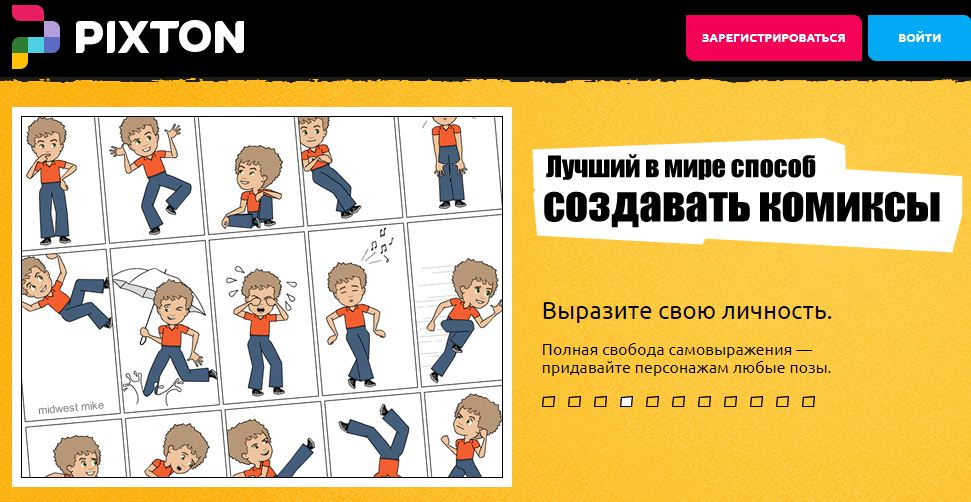 PIXTON
ЗАРЕГИСТРИРОВАТЬСЯ
ВОЙТИ
Лучший в мире способ
создавать комиксы
Выразите свою личность.
Полная свобода самовыражения —
придавайте персонажам любые позы.
midwest mike